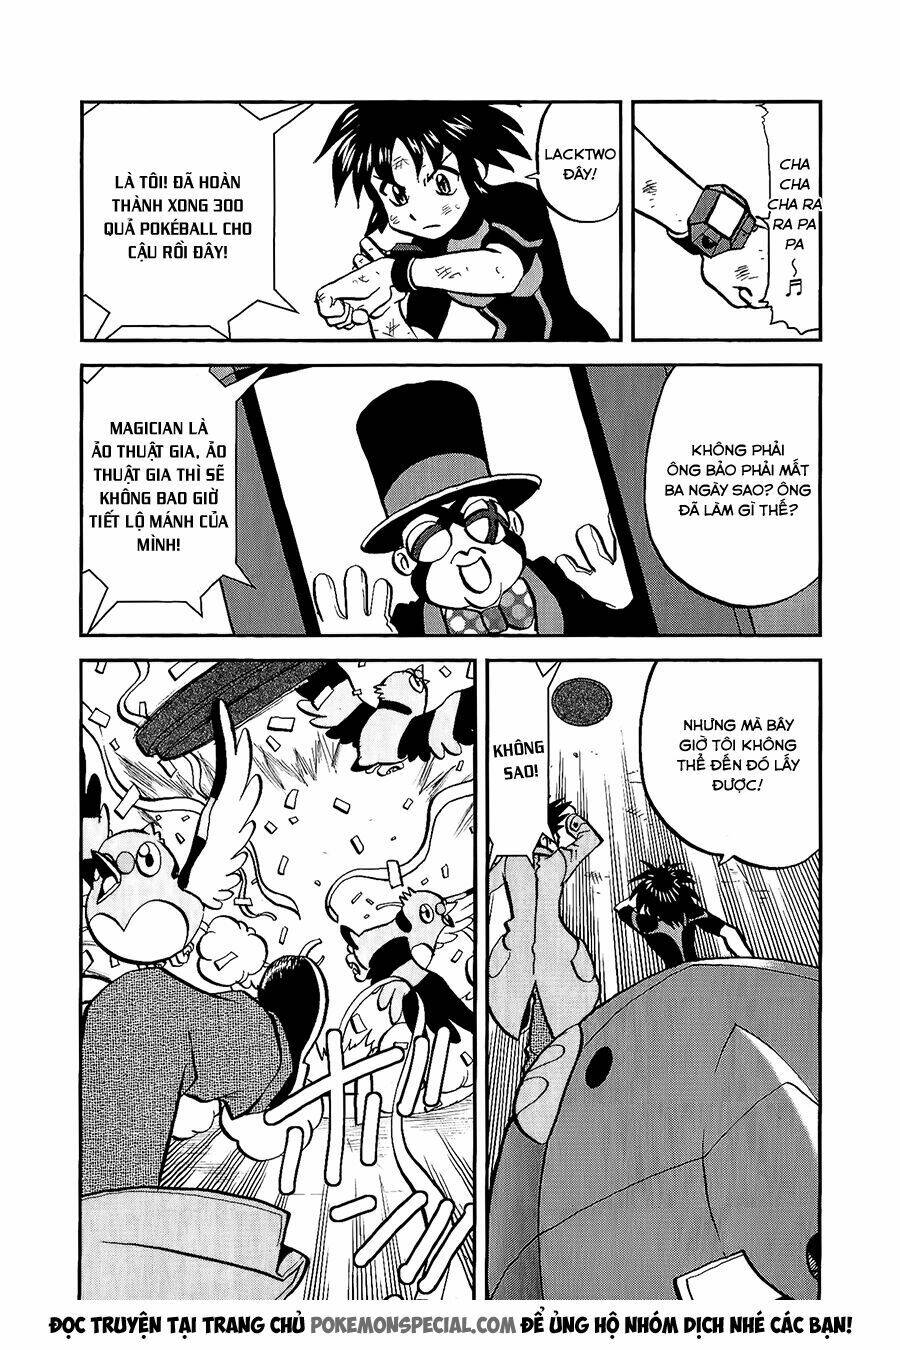 CHA
CHA
CHA RA
RA PA
PA
LACKTWO
ĐÂY!
LÀ TÔI! ĐÃ HOÀN
THÀNH XONG 300
QUẢ POKÉBALL CHO
CẬU RỒI ĐÂY!
KHÔNG PHẢI
ÔNG BẢO PHẢI MẤT
BA NGÀY SAO? ÔNG
ĐÃ LÀM GÌ THẾ?
MAGICIAN LÀ
ẢO THUẬT GIA, ẢO
THUẬT GIA THÌ SẼ
KHÔNG BAO GIỜ
TIẾT LỘ MÁNH CỦA
MÌNH!
NHƯNG MÀ BÂY
GIỜ TÔI KHÔNG
THỂ ĐẾN ĐÓ LẤY
ĐƯỢC!
KHÔNG
SAO!
ĐỌC TRUYỆN TẠI TRANG CHỦ POKEMONSPECIAL.COM ĐỂ ỦNG HỘ NHÓM DỊCH NHÉ CÁC BẠN!